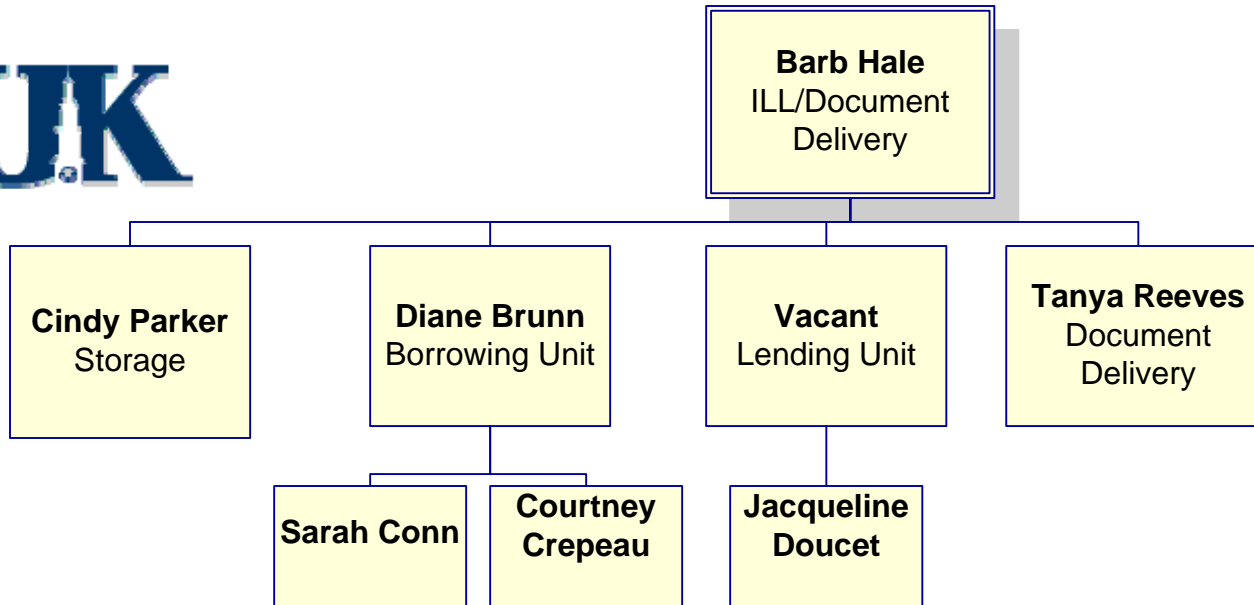 UK
Barb Hale
ILL/Document
Delivery
Cindy Parker
Storage
Diane Brunn
Borrowing Unit
Vacant
Lending Unit
Tanya Reeves
Document
Delivery
Sarah Conn
Courtney
Crepeau
Jacqueline
Doucet